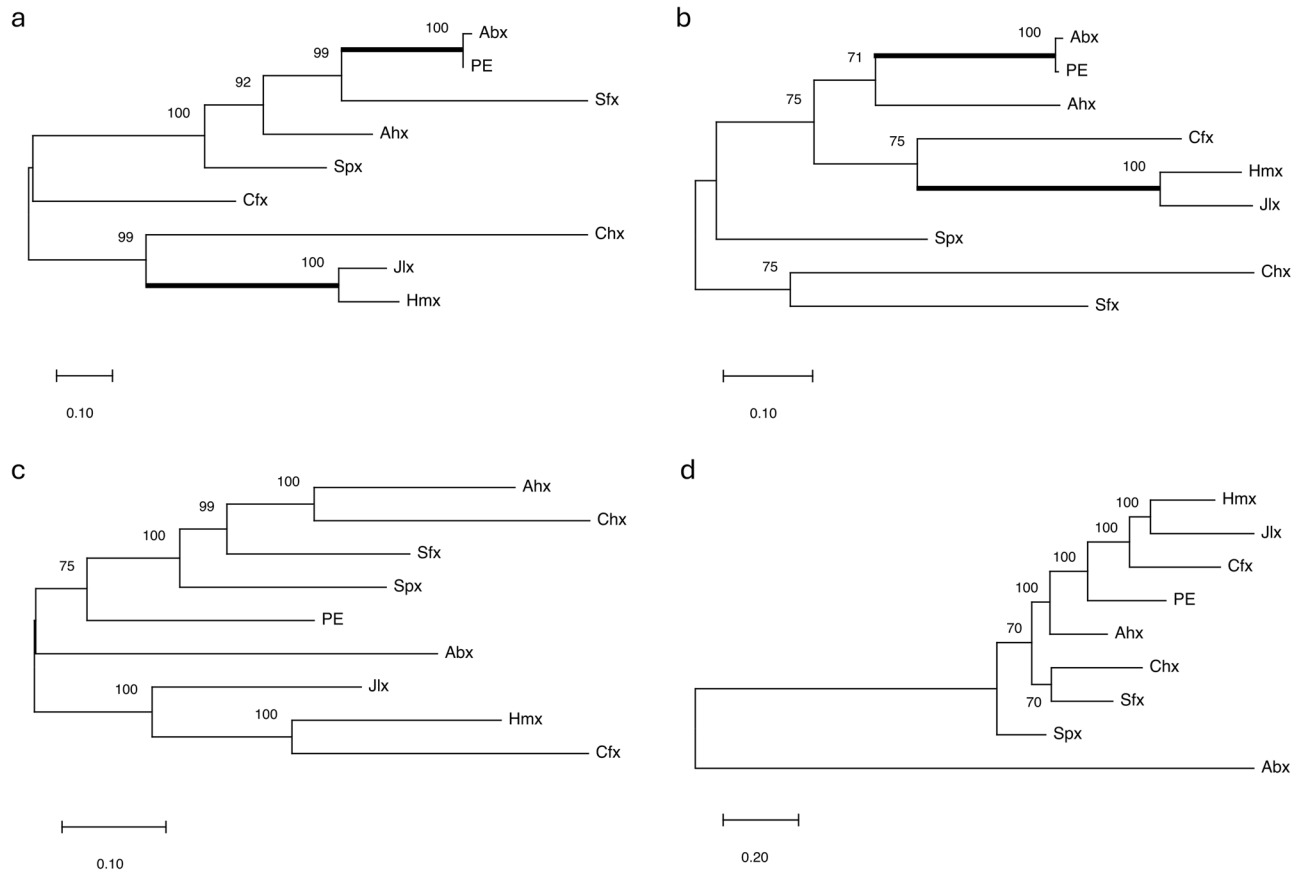 a
100
Abx
99
PE
92
Sfx
100
Ahx
Spx
Cfx
99
Chx
100
Jlx
Hmx
0.10
b
100
Abx
71
PE
75
Ahx
75
Cfx
100
Hmx
Jlx
Spx
75
Chx
Sfx
0.10
c
100
Ahx
99
Chx
100
Sfx
75
Spx
PE
Abx
100
Jlx
100
Hmx
Cfx
0.10
d
100
Hmx
100
Jlx
100
Cfx
100
PE
70
Ahx
Chx
70
Sfx
Spx
Abx
0.20